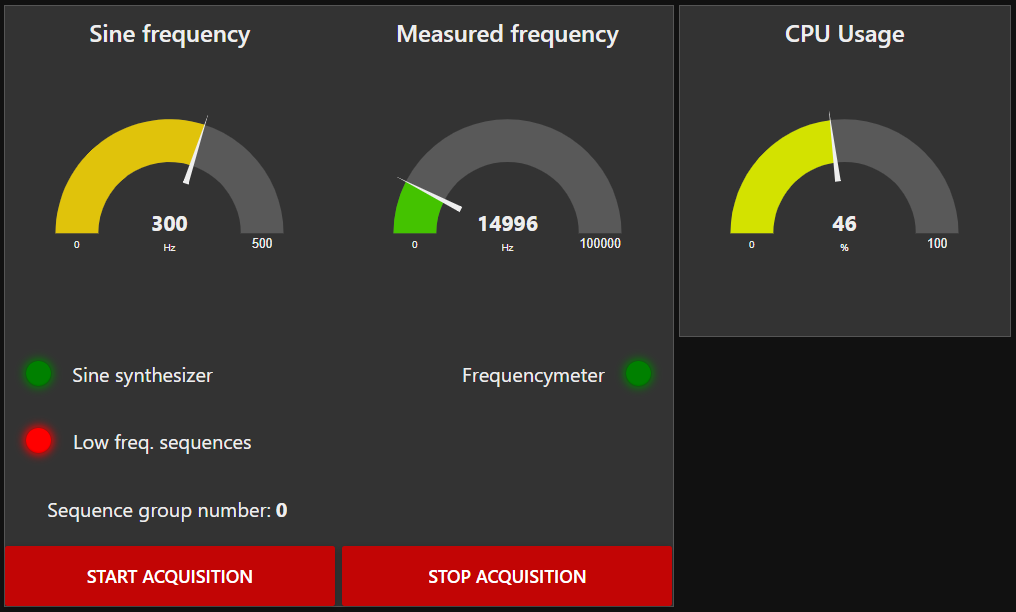 Sine frequency
Measured frequency
CPU Usage
300
Hz
0
500
14996
Hz
0
100000
46
%
0
100
Sine synthesizer
Frequencymeter
Low freq. sequences
Sequence group number: 0
START ACQUISITION
STOP ACQUISITION